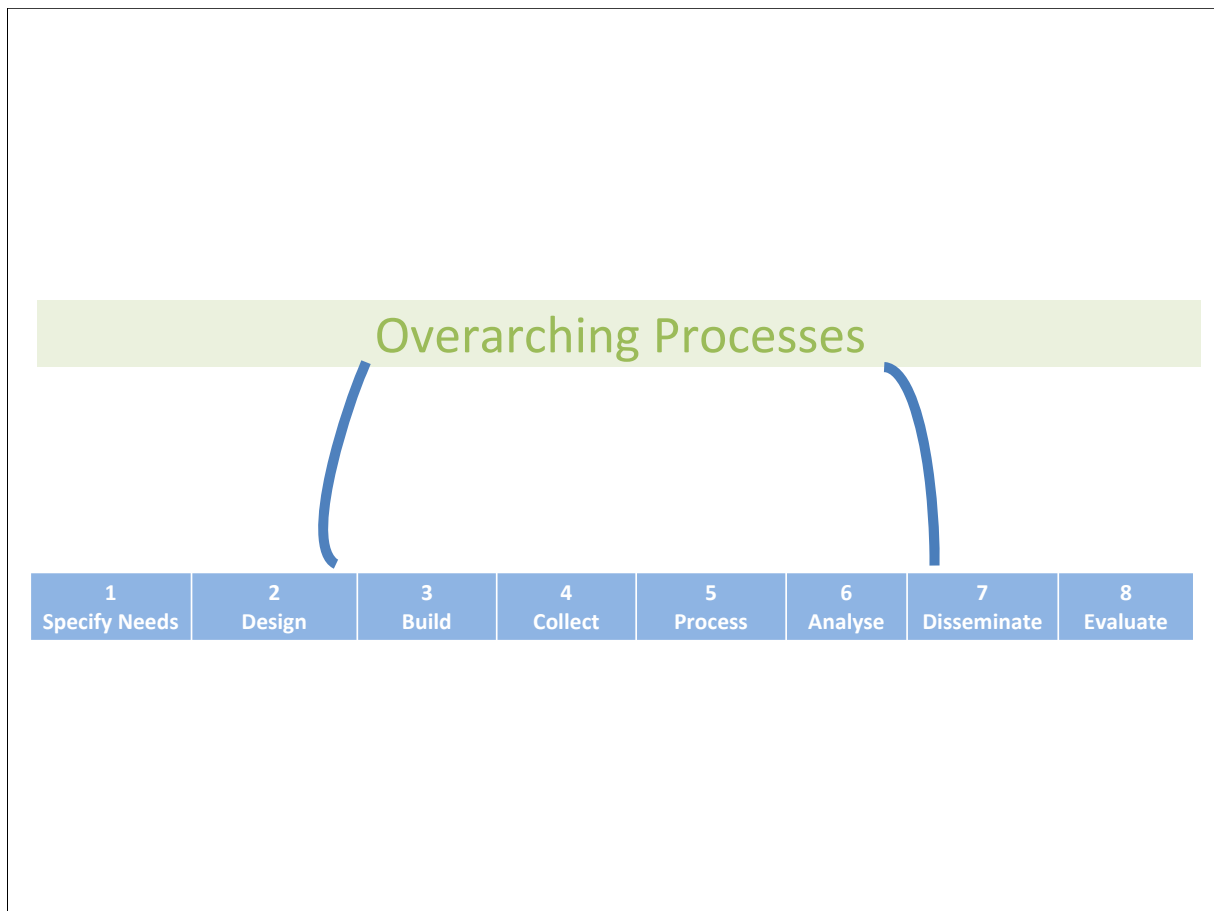 Overarching Processes
1 2 3 4 5 6 7 8
Specify Needs Design Build Collect Process Analyse Disseminate Evaluate